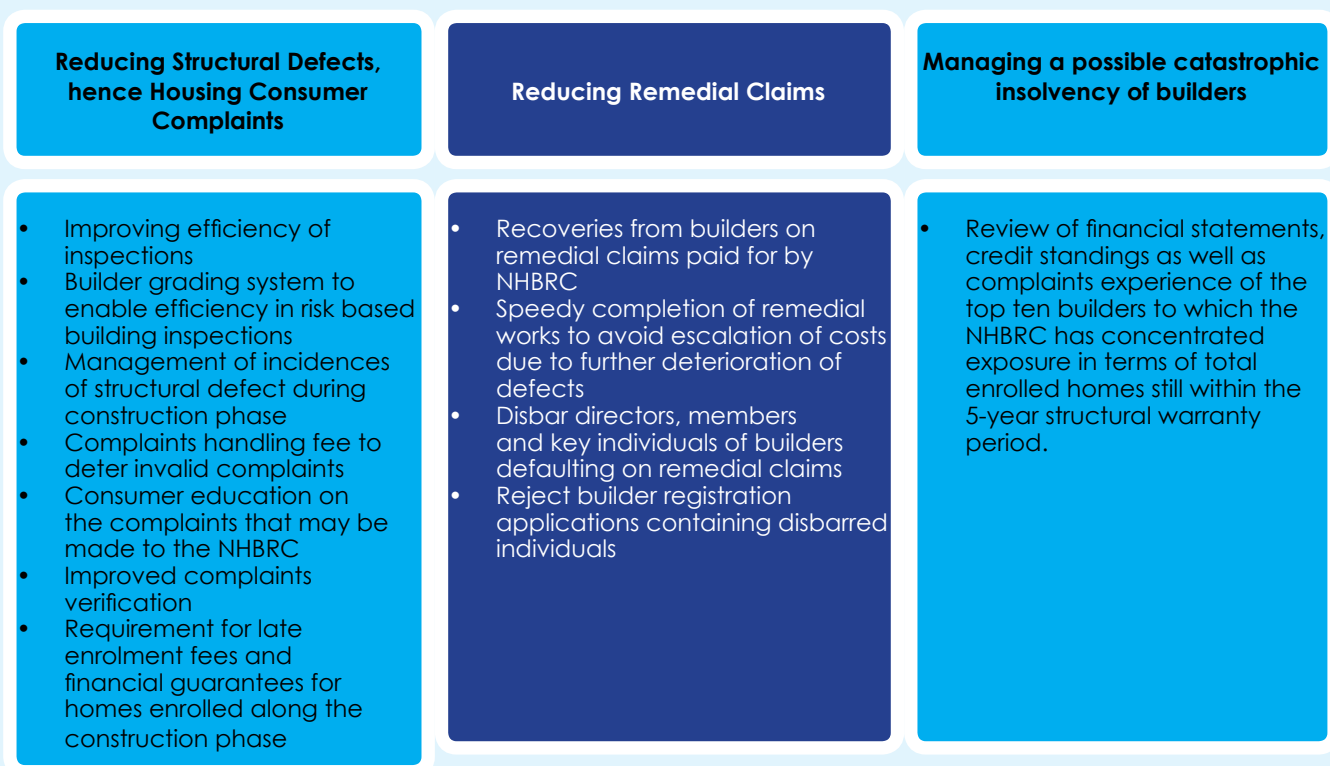 Reducing Structural Defects,
hence Housing Consumer
Complaints
• Improving efficiency of
inspections
• Builder grading system to
enable efficiency in risk based
building inspections
• Management of incidences
of structural defect during
construction phase
• Complaints handling fee to
deter invalid complaints
• Consumer education on
the complaints that may be
made to the NHBRC
• Improved complaints
verification
• Requirement for late
enrolment fees and
financial guarantees for
homes enrolled along the
construction phase
Reducing Remedial Claims
• Recoveries from builders on
remedial claims paid for by
NHBRC
• Speedy completion of remedial
works to avoid escalation of costs
due to further deterioration of
defects
• Disbar directors, members
and key individuals of builders
defaulting on remedial claims
• Reject builder registration
applications containing disbarred
individuals
Managing a possible catastrophic
insolvency of builders
• Review of financial statements,
credit standings as well as
complaints experience of the
top ten builders to which the
NHBRC has concentrated
exposure in terms of total
enrolled homes still within the
5-year structural warranty
period.